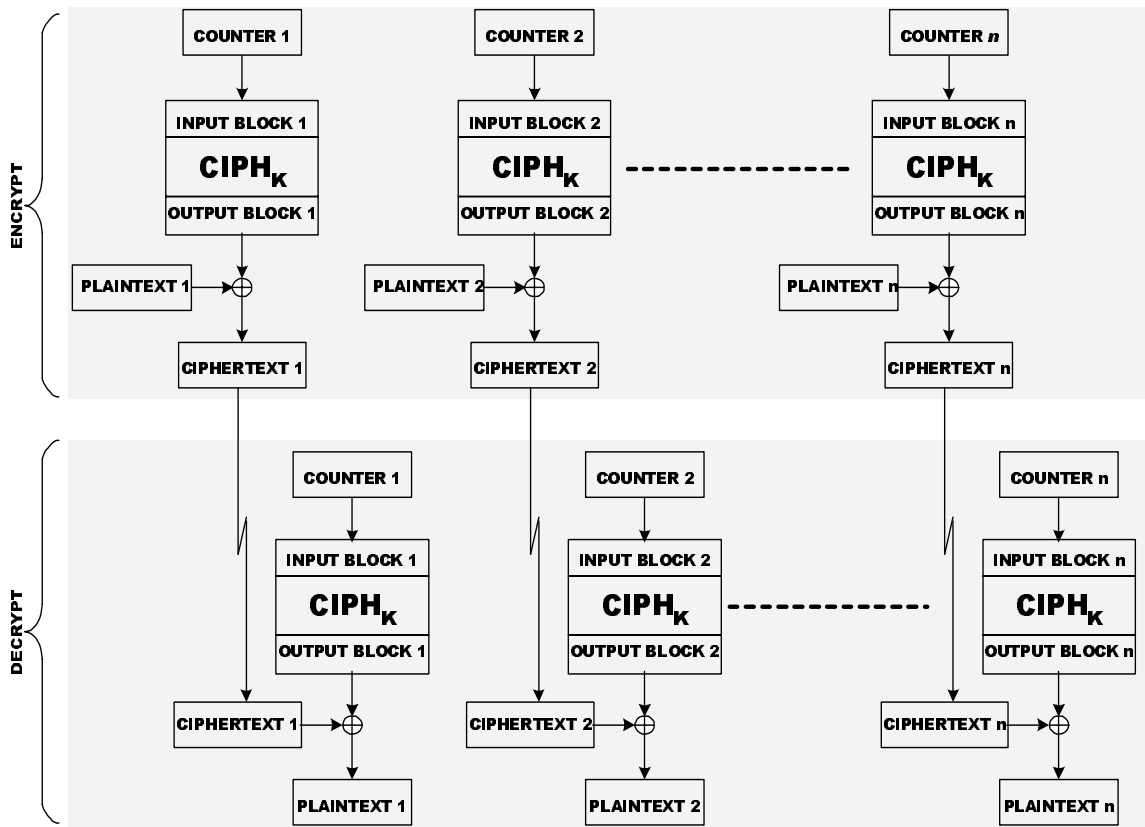 ENCRYPT
COUNTER 1
COUNTER 2
COUNTER n
INPUT BLOCK 1
INPUT BLOCK 2
INPUT BLOCK n
CIPHK
CIPHK
CIPHK
OUTPUT BLOCK 1
OUTPUT BLOCK 2
OUTPUT BLOCK n
PLAINTEXT 1
PLAINTEXT 2
PLAINTEXT n
CIPHERTEXT 1
CIPHERTEXT 2
CIPHERTEXT n
DECRYPT
COUNTER 1
COUNTER 2
COUNTER n
INPUT BLOCK 1
INPUT BLOCK 2
INPUT BLOCK n
CIPHK
CIPHK
CIPHK
OUTPUT BLOCK 1
OUTPUT BLOCK 2
OUTPUT BLOCK n
CIPHERTEXT 1
CIPHERTEXT 2
CIPHERTEXT n
PLAINTEXT 1
PLAINTEXT 2
PLAINTEXT n